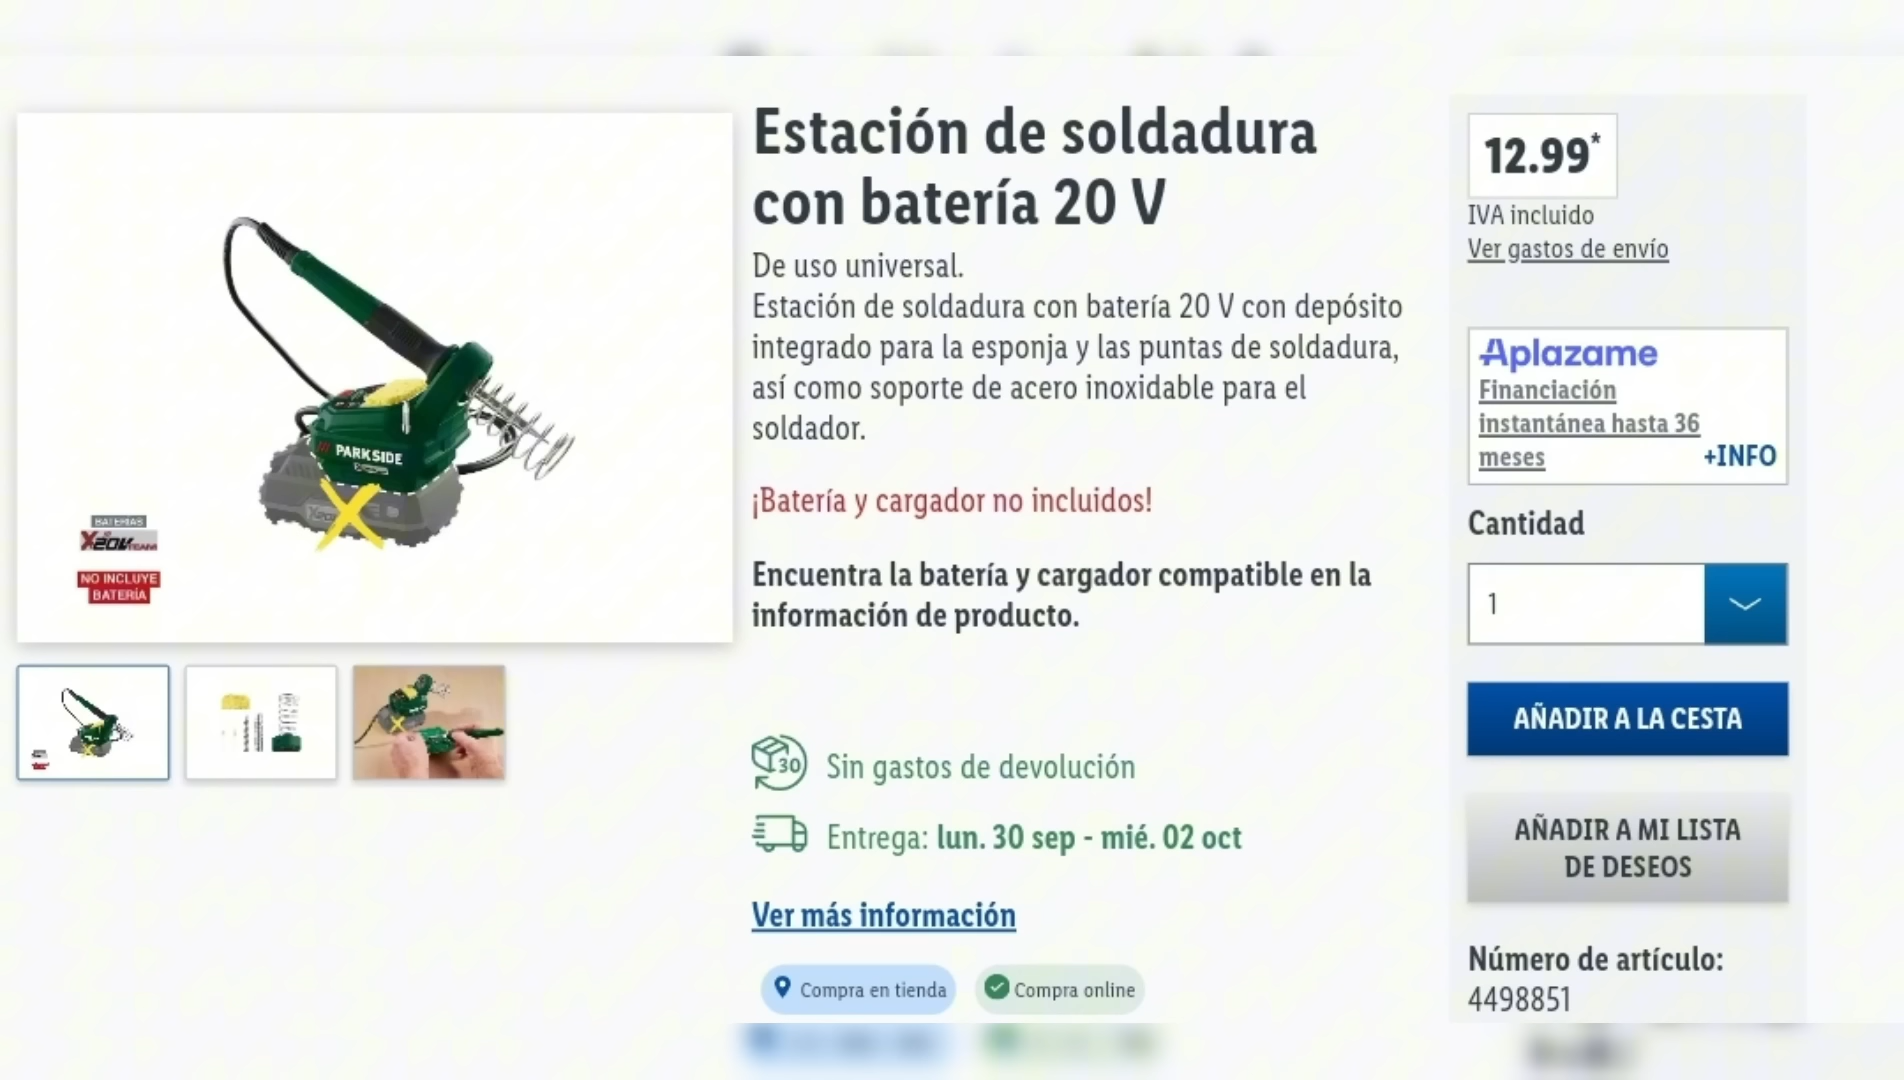 Estación de soldadura
con batería 20 V
De uso universal.
Estación de soldadura con batería 20 V con depósito
integrado para la esponja y las puntas de soldadura,
así como soporte de acero inoxidable para el
soldador.
¡Batería y cargador no incluidos!
Encuentra la batería y cargador compatible en la
información de producto.
30
Sin gastos de devolución
Entrega: lun. 30 sep - mié. 02 oct
Ver más información
Compra en tienda
Compra online
PARKSIDE
BATERÍAS
X20V TEAM
NO INCLUYE
BATERÍA
12.99*
IVA incluido
Ver gastos de envío
Aplazame
Financiación
instantánea hasta 36
meses
+INFO
Cantidad
1
AÑADIR A LA CESTA
AÑADIR A MI LISTA
DE DESEOS
Número de artículo:
4498851